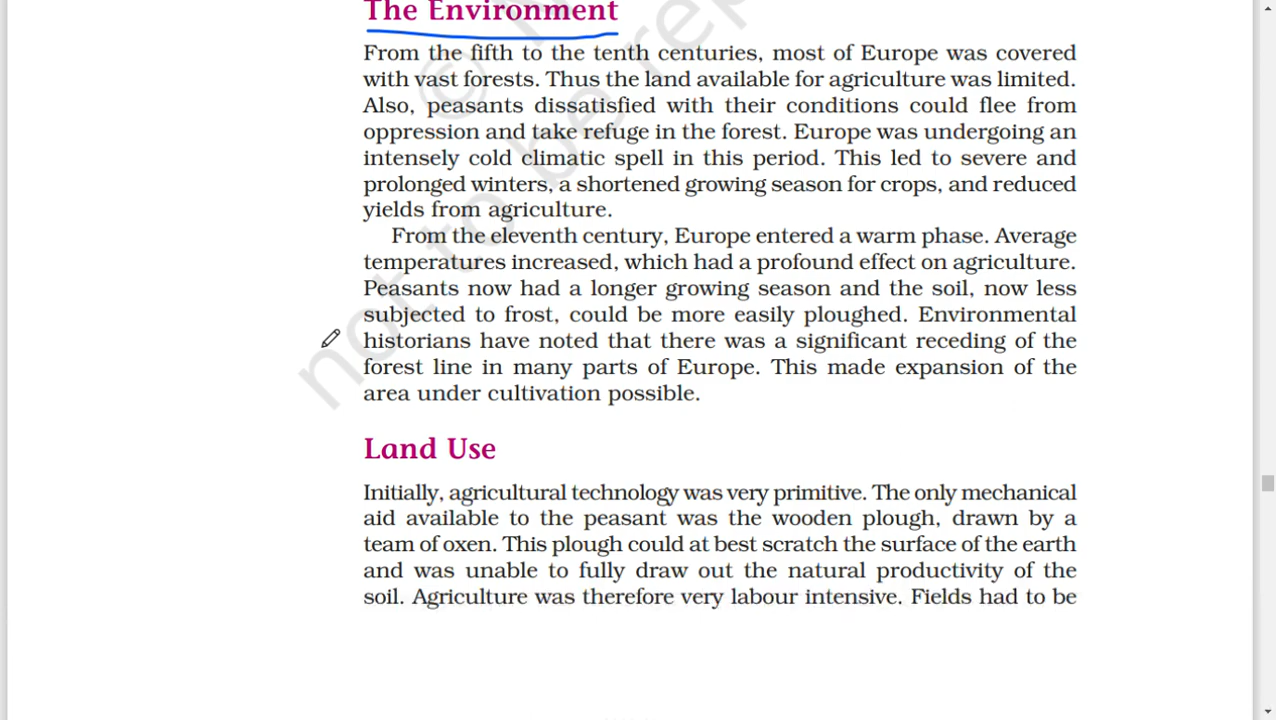 The Environment
From the fifth to the tenth centuries, most of Europe was covered
with vast forests. Thus the land available for agriculture was limited.
Also, peasants dissatisfied with their conditions could flee from
oppression and take refuge in the forest. Europe was undergoing an
intensely cold climatic spell in this period. This led to severe and
prolonged winters, a shortened growing season for crops, and reduced
yields from agriculture.
From the eleventh century, Europe entered a warm phase. Average
temperatures increased, which had a profound effect on agriculture.
Peasants now had a longer growing season and the soil, now less
subjected to frost, could be more easily ploughed. Environmental
historians have noted that there was a significant receding of the
forest line in many parts of Europe. This made expansion of the
area under cultivation possible.
Land Use
Initially, agricultural technology was very primitive. The only mechanical
aid available to the peasant was the wooden plough, drawn by a
team of oxen. This plough could at best scratch the surface of the earth
and was unable to fully draw out the natural productivity of the
soil. Agriculture was therefore very labour intensive. Fields had to be
©
not to be rep